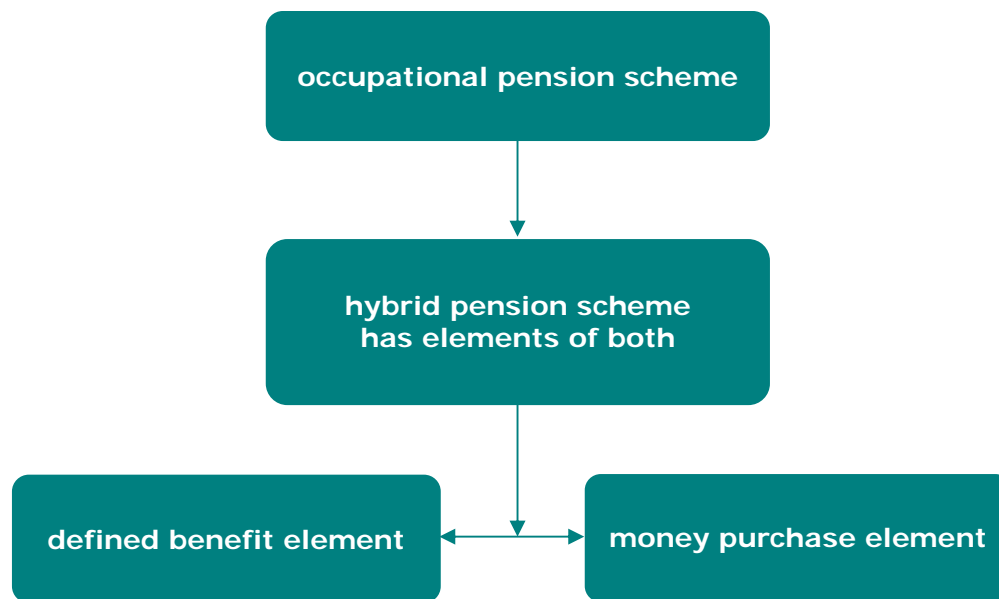 occupational pension scheme
hybrid pension scheme
has elements of both
defined benefit element
money purchase element